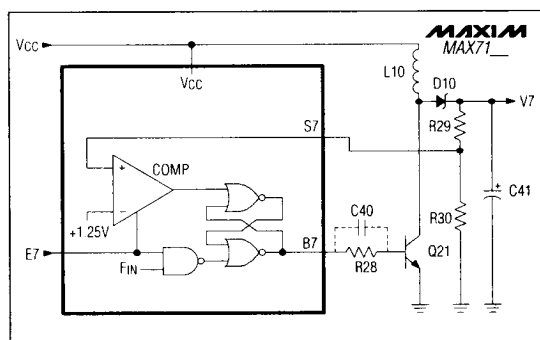 MAXIM
MAX71__
VCC
VCC
L10
D10
V7
S7
R29
COMP
+
−
+1.25V
C41
+
R30
C40
B7
R28
Q21
E7
FIN